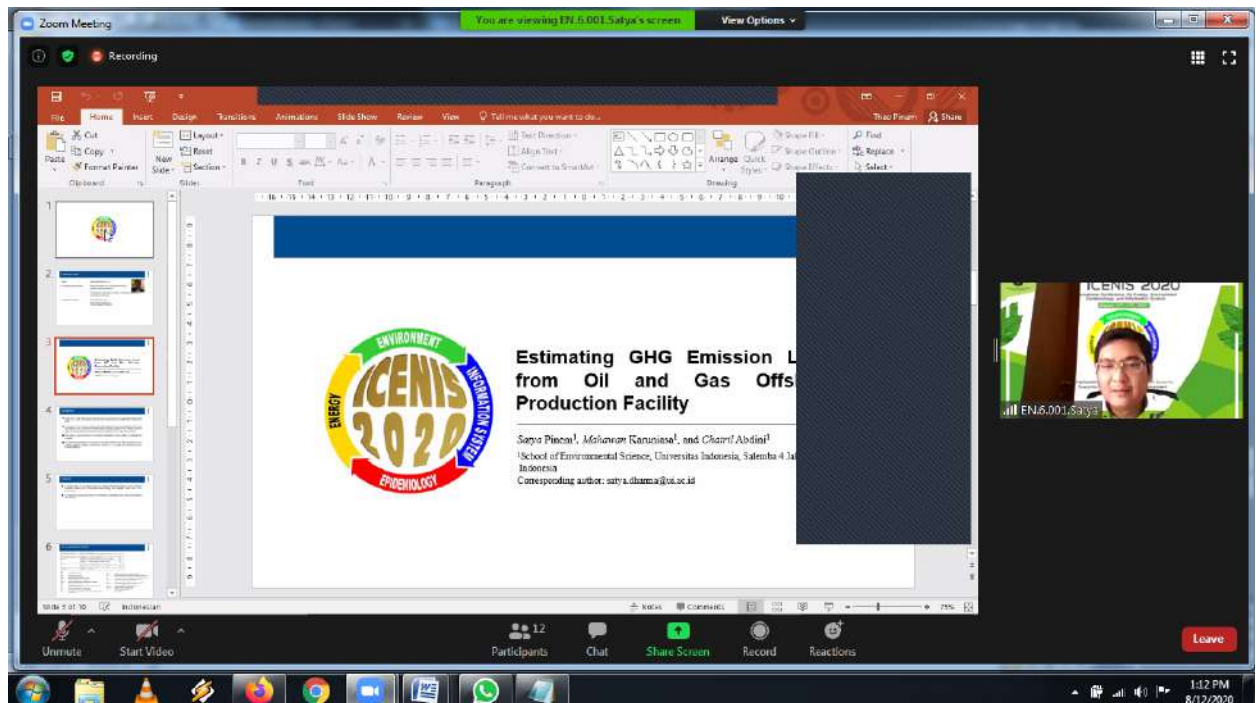 Zoom Meeting
You are viewing EN.6.001.Satya's screen
View Options
Recording
File Home Insert Design Transitions Animations Slide Show Review View Tell me what you want to do...
Share
Cut
Copy
Format Painter
Paste
New
Slide
Layout
Reset
Section
Text Direction
Align Text
Convert to SmartArt
Arrange
Quick
Styles
Shape Fill
Shape Outline
Shape Effects
Find
Replace
Select
Clipboard
Slides
Font
Paragraph
Drawing
1
2
3
4
5
6
ENVIRONMENT
INFORMATION SYSTEM
EPIDEMIOLOGY
ENERGY
ICENIS
2020
Estimating GHG Emission L
from Oil and Gas Offs
Production Facility
Satya Pinem¹, Mahawan Karuniasa¹, and Chairil Abdini¹
¹School of Environmental Science, Universitas Indonesia, Salemba 4 Ja
Indonesia
Corresponding author: satya.dharma@ui.ac.id
ICENIS 2020
EN.6.001.Satya
Slide 3 of 10
Indonesian
Notes
Comments
75%
Unmute
Start Video
12
Participants
Chat
Share Screen
Record
Reactions
Leave
1:12 PM
8/12/2020